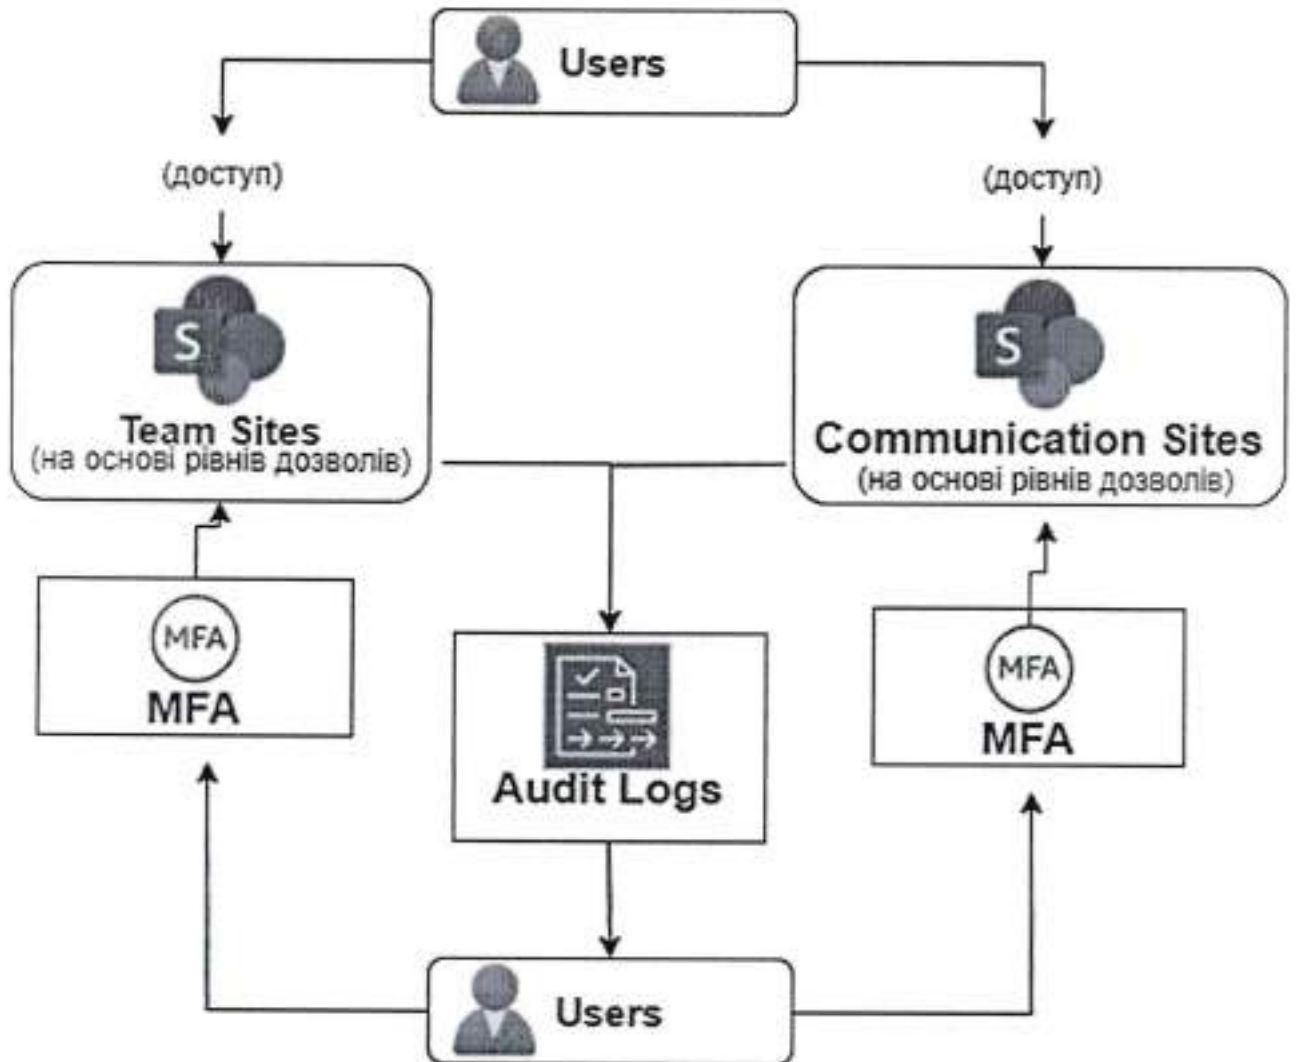 Users
(доступ)
(доступ)
S
S
Team Sites
(на основі рівнів дозволів)
Communication Sites
(на основі рівнів дозволів)
MFA
MFA
MFA
MFA
Audit Logs
Users